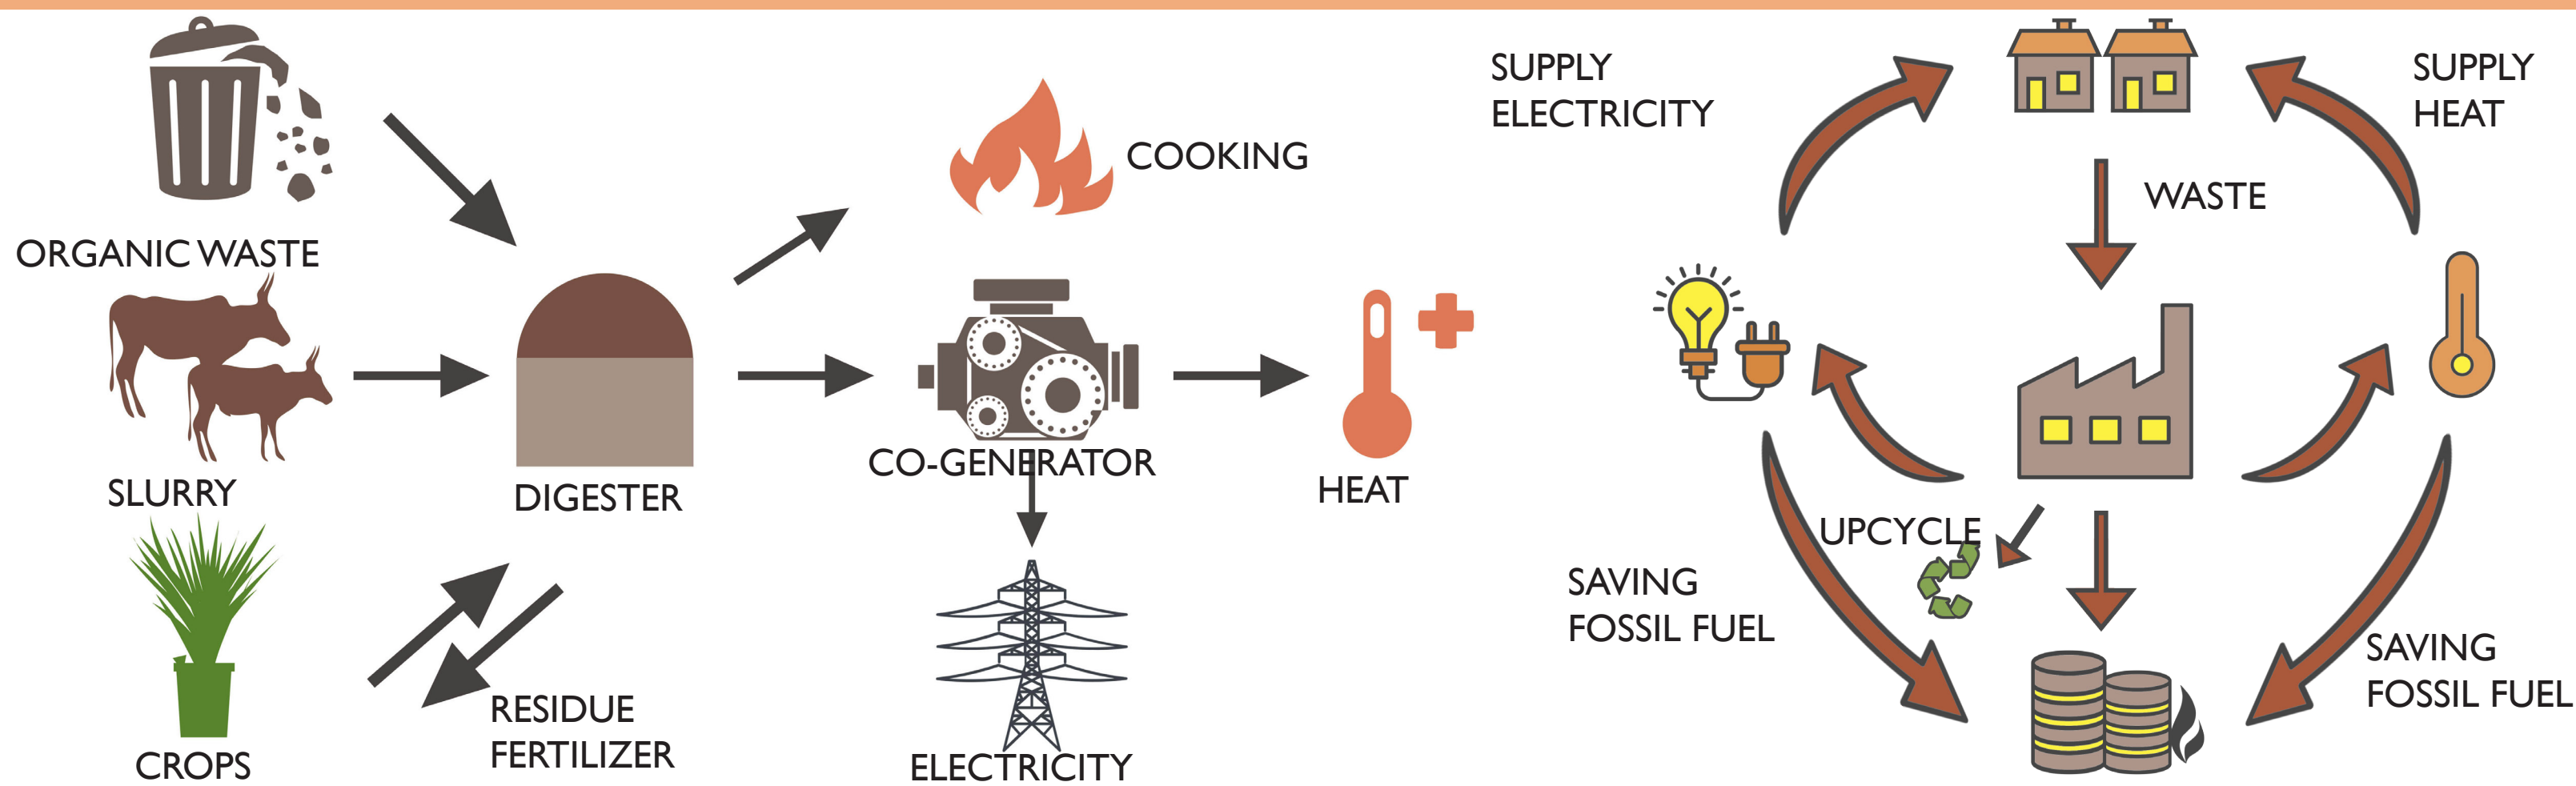 ORGANIC WASTE
SLURRY
CROPS
DIGESTER
RESIDUE
FERTILIZER
COOKING
CO-GENERATOR
HEAT
ELECTRICITY
SUPPLY
ELECTRICITY
SUPPLY
HEAT
WASTE
UPCYCLE
SAVING
FOSSIL FUEL
SAVING
FOSSIL FUEL